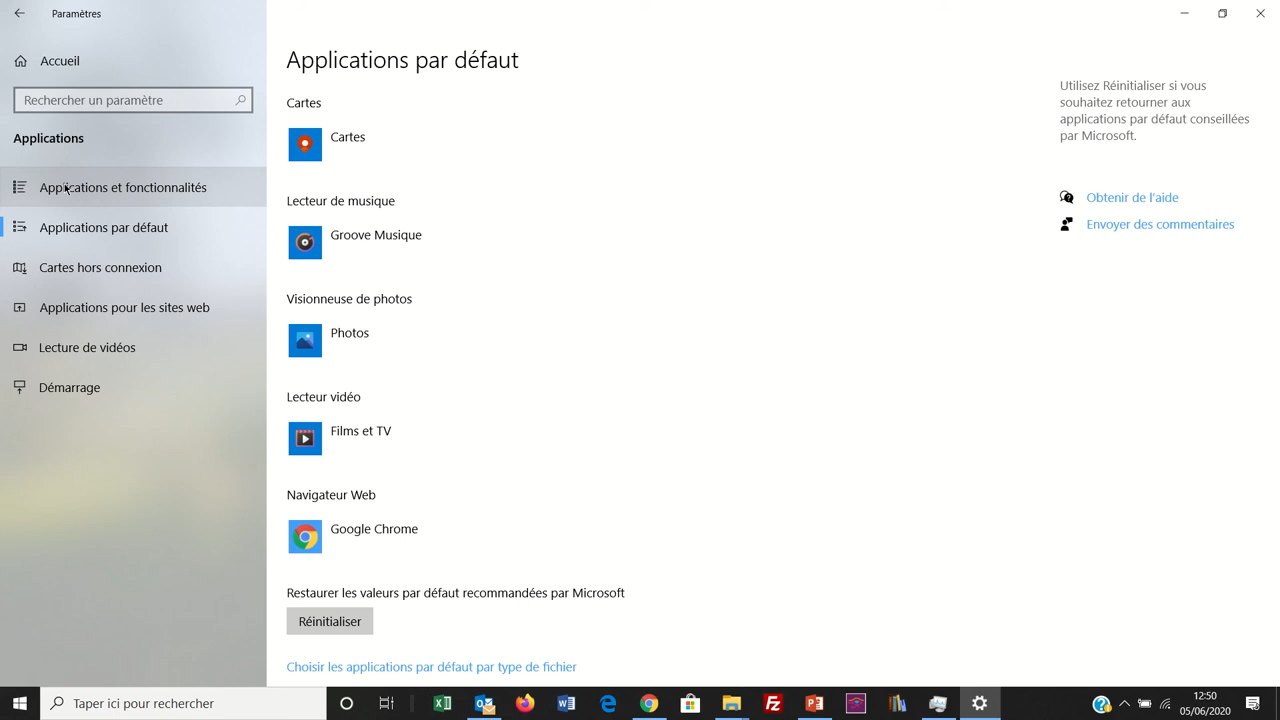 Paramètres
Accueil
Rechercher un paramètre
Applications
Applications et fonctionnalités
Applications par défaut
Cartes hors connexion
Applications pour les sites web
Lecture de vidéos
Démarrage
Applications par défaut
Cartes
Cartes
Lecteur de musique
Groove Musique
Visionneuse de photos
Photos
Lecteur vidéo
Films et TV
Navigateur Web
Google Chrome
Restaurer les valeurs par défaut recommandées par Microsoft
Réinitialiser
Choisir les applications par défaut par type de fichier
Utilisez Réinitialiser si vous
souhaitez retourner aux
applications par défaut conseillées
par Microsoft.
Obtenir de l'aide
Envoyer des commentaires
Taper ici pour rechercher
12:50
05/06/2020